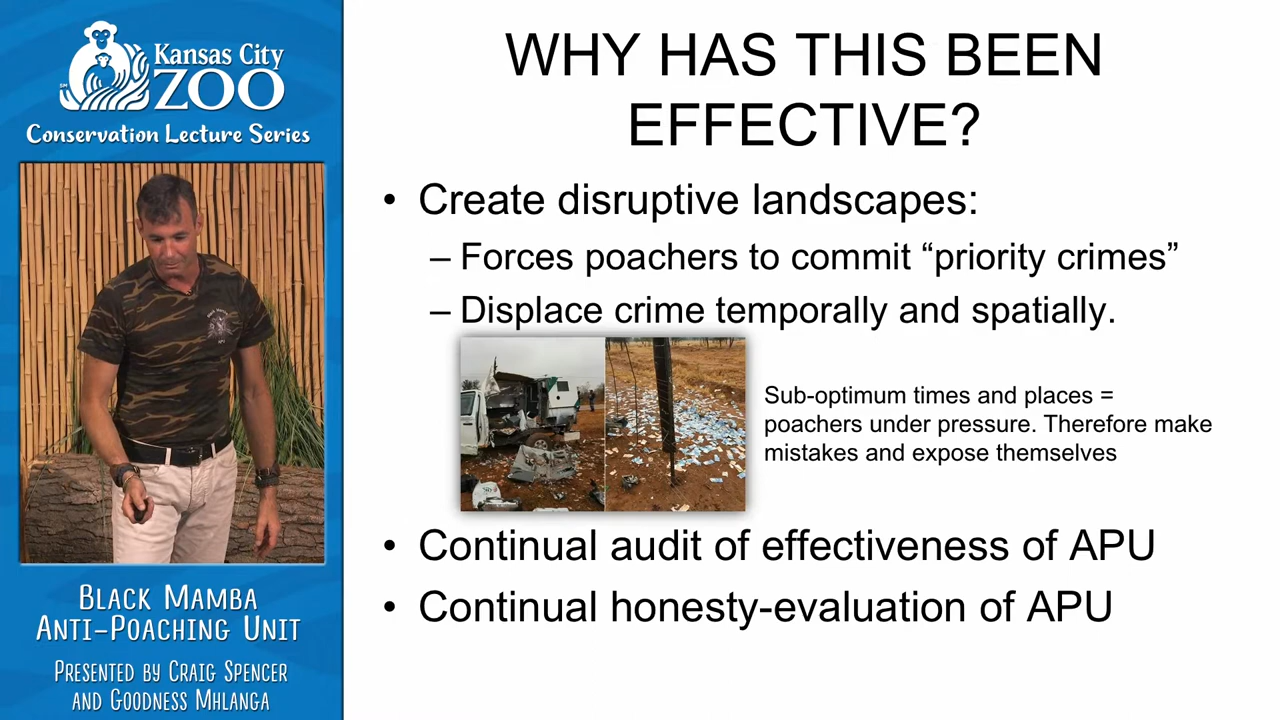 Kansas City
ZOO
SM
Conservation Lecture Series
BLACK MAMBA
ANTI-POACHING UNIT
PRESENTED BY CRAIG SPENCER
AND GOODNESS MHLANGA
WHY HAS THIS BEEN
EFFECTIVE?
• Create disruptive landscapes:
– Forces poachers to commit “priority crimes”
– Displace crime temporally and spatially.
Sub-optimum times and places =
poachers under pressure. Therefore make
mistakes and expose themselves
• Continual audit of effectiveness of APU
• Continual honesty-evaluation of APU